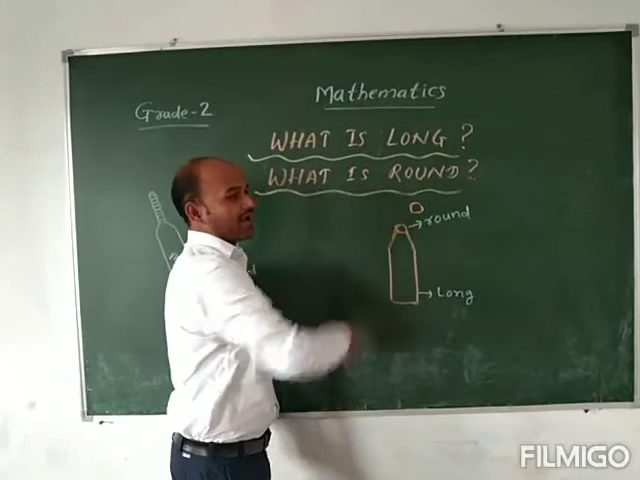 Mathematics
Grade-2
WHAT IS LONG?
WHAT IS ROUND?
round
Long
FILMIGO